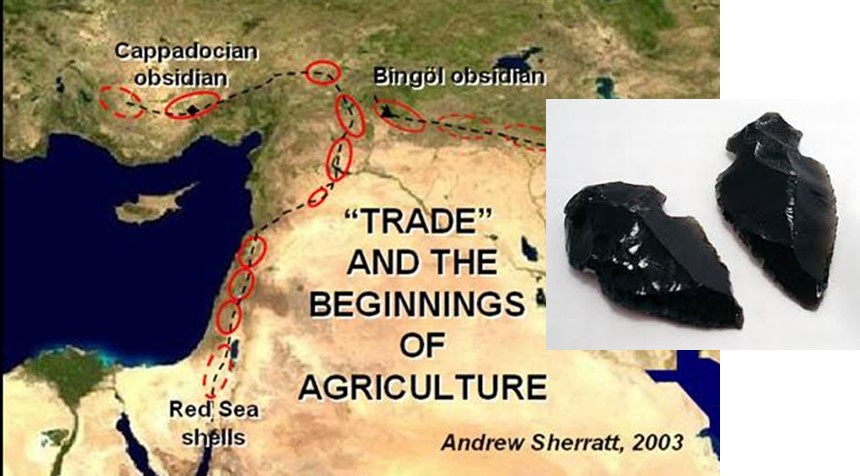 Cappadocian
obsidian
Bingöl obsidian
“TRADE”
AND THE
BEGINNINGS
OF
AGRICULTURE
Red Sea
shells
Andrew Sherratt, 2003